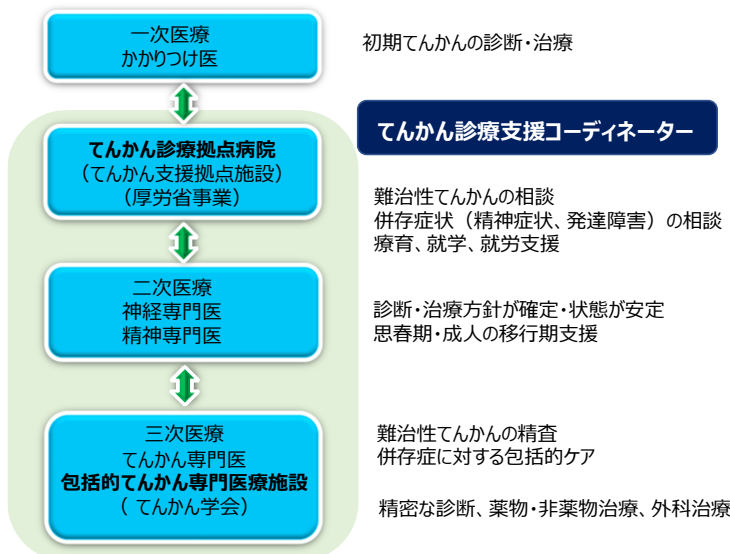 一次医療
かかりつけ医
初期てんかんの診断・治療
てんかん診療支援コーディネーター
てんかん診療拠点病院
（てんかん支援拠点施設）
（厚労省事業）
難治性てんかんの相談
併存症状（精神症状、発達障害）の相談
療育、就学、就労支援
二次医療
神経専門医
精神専門医
診断・治療方針が確定・状態が安定
思春期・成人の移行期支援
三次医療
てんかん専門医
包括的てんかん専門医療施設
（ てんかん学会）
難治性てんかんの精査
併存症に対する包括的ケア
精密な診断、薬物・非薬物治療、外科治療